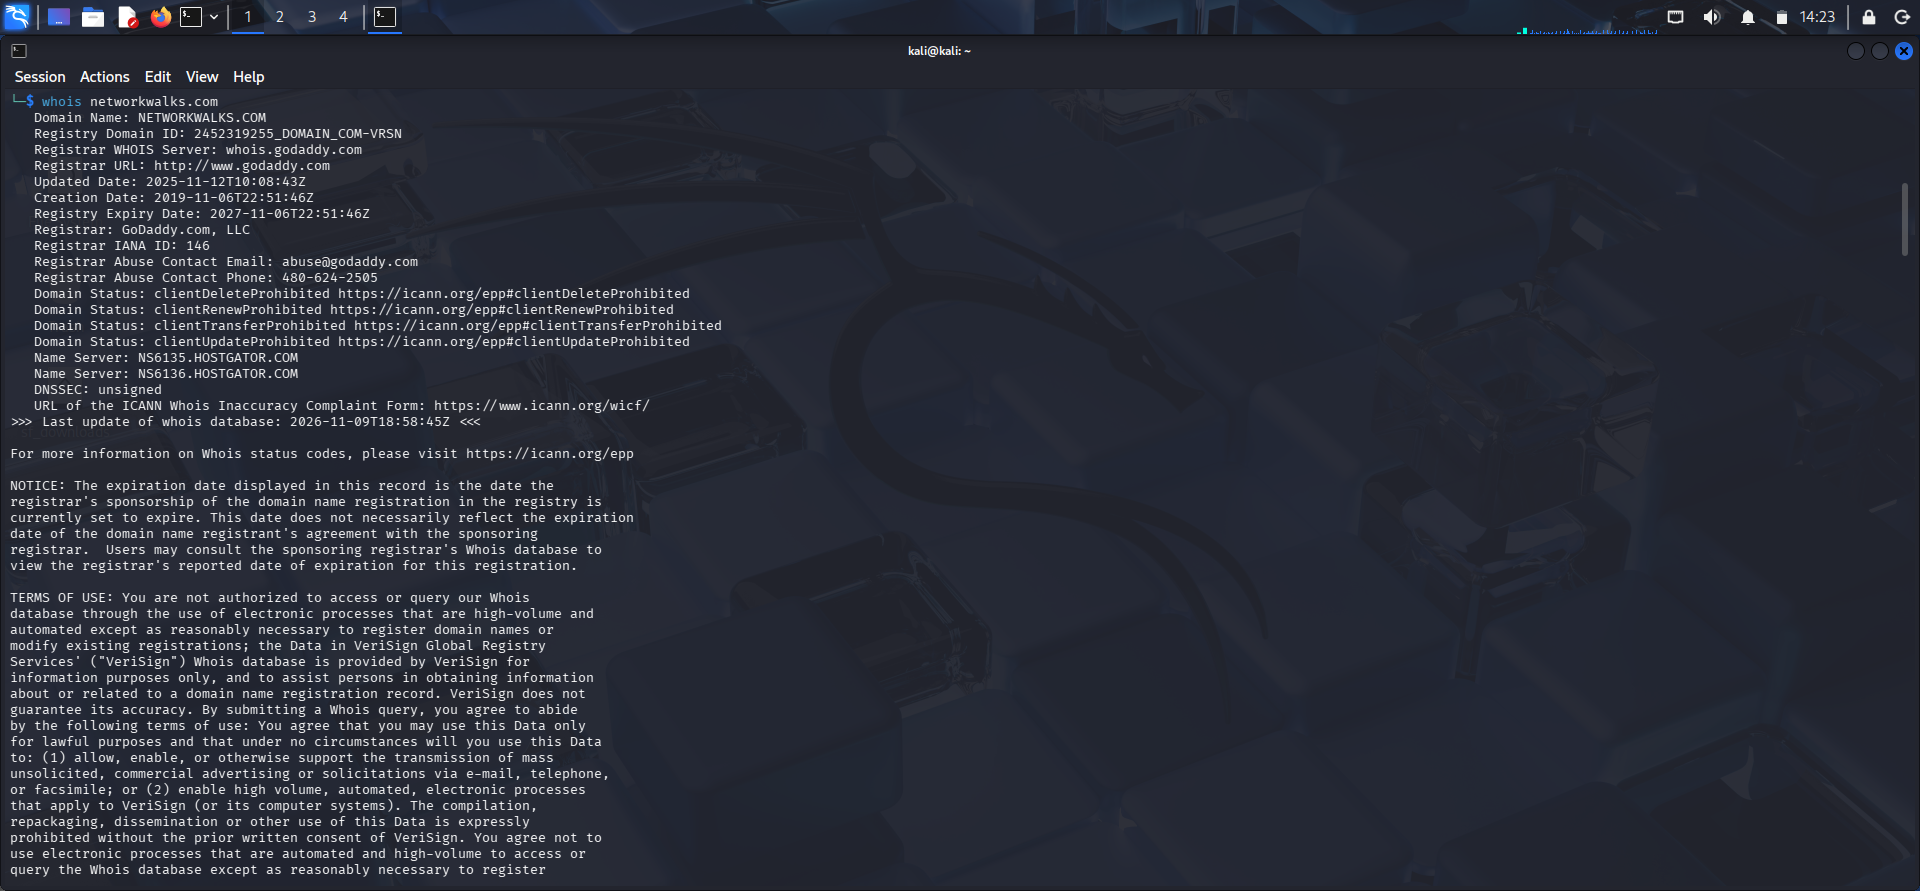 1 2 3 4 14:23
kali@kali: ~
Session Actions Edit View Help
└─$ whois networkwalks.com
Domain Name: NETWORKWALKS.COM
Registry Domain ID: 2452319255_DOMAIN_COM-VRSN
Registrar WHOIS Server: whois.godaddy.com
Registrar URL: http://www.godaddy.com
Updated Date: 2025-11-12T10:08:43Z
Creation Date: 2019-11-06T22:51:46Z
Registry Expiry Date: 2027-11-06T22:51:46Z
Registrar: GoDaddy.com, LLC
Registrar IANA ID: 146
Registrar Abuse Contact Email: abuse@godaddy.com
Registrar Abuse Contact Phone: 480-624-2505
Domain Status: clientDeleteProhibited https://icann.org/epp#clientDeleteProhibited
Domain Status: clientRenewProhibited https://icann.org/epp#clientRenewProhibited
Domain Status: clientTransferProhibited https://icann.org/epp#clientTransferProhibited
Domain Status: clientUpdateProhibited https://icann.org/epp#clientUpdateProhibited
Name Server: NS6135.HOSTGATOR.COM
Name Server: NS6136.HOSTGATOR.COM
DNSSEC: unsigned
URL of the ICANN Whois Inaccuracy Complaint Form: https://www.icann.org/wicf/
>>> Last update of whois database: 2026-11-09T18:58:45Z <<<
For more information on Whois status codes, please visit https://icann.org/epp
NOTICE: The expiration date displayed in this record is the date the
registrar's sponsorship of the domain name registration in the registry is
currently set to expire. This date does not necessarily reflect the expiration
date of the domain name registrant's agreement with the sponsoring
registrar.  Users may consult the sponsoring registrar's Whois database to
view the registrar's reported date of expiration for this registration.
TERMS OF USE: You are not authorized to access or query our Whois
database through the use of electronic processes that are high-volume and
automated except as reasonably necessary to register domain names or
modify existing registrations; the Data in VeriSign Global Registry
Services' ("VeriSign") Whois database is provided by VeriSign for
information purposes only, and to assist persons in obtaining information
about or related to a domain name registration record. VeriSign does not
guarantee its accuracy. By submitting a Whois query, you agree to abide
by the following terms of use: You agree that you may use this Data only
for lawful purposes and that under no circumstances will you use this Data
to: (1) allow, enable, or otherwise support the transmission of mass
unsolicited, commercial advertising or solicitations via e-mail, telephone,
or facsimile; or (2) enable high volume, automated, electronic processes
that apply to VeriSign (or its computer systems). The compilation,
repackaging, dissemination or other use of this Data is expressly
prohibited without the prior written consent of VeriSign. You agree not to
use electronic processes that are automated and high-volume to access or
query the Whois database except as reasonably necessary to register